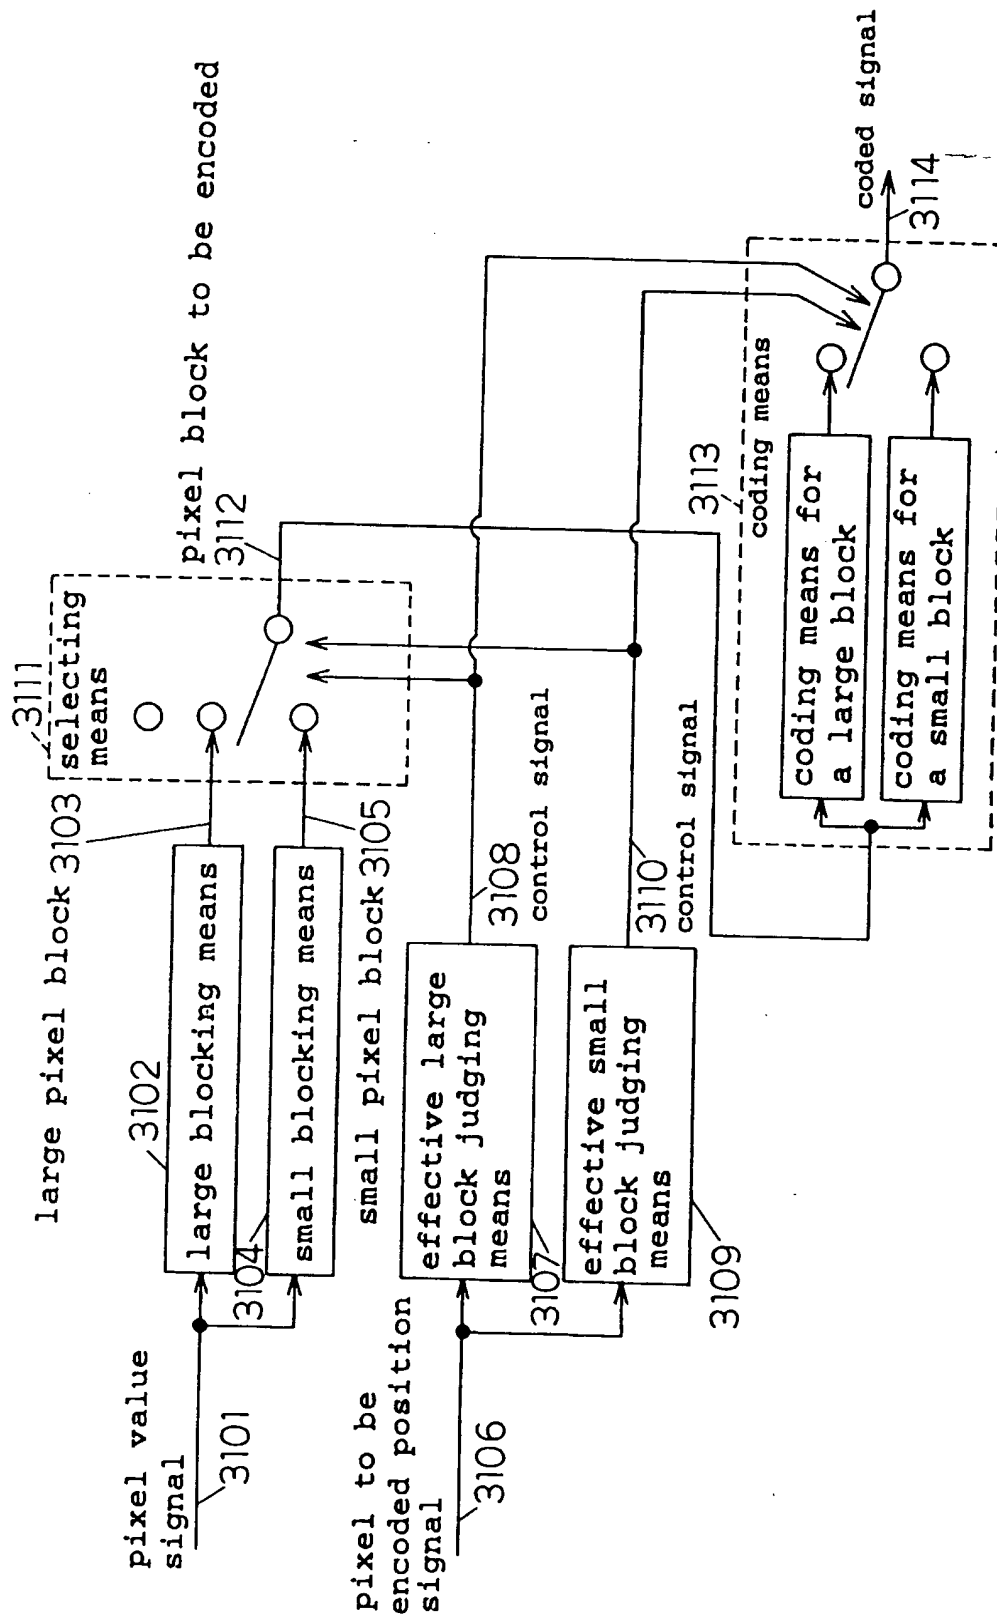 pixel value
signal
3101
large pixel block 3103
3102
large blocking means
3104
small blocking means
small pixel block 3105
3111
selecting
means
pixel block to be encoded
3112
pixel to be
encoded position
signal
3106
effective large
block judging
means
3107
3108
control signal
effective small
block judging
means
3109
3110
control signal
3113
coding means
coding means for
a large block
coding means for
a small block
coded signal
3114